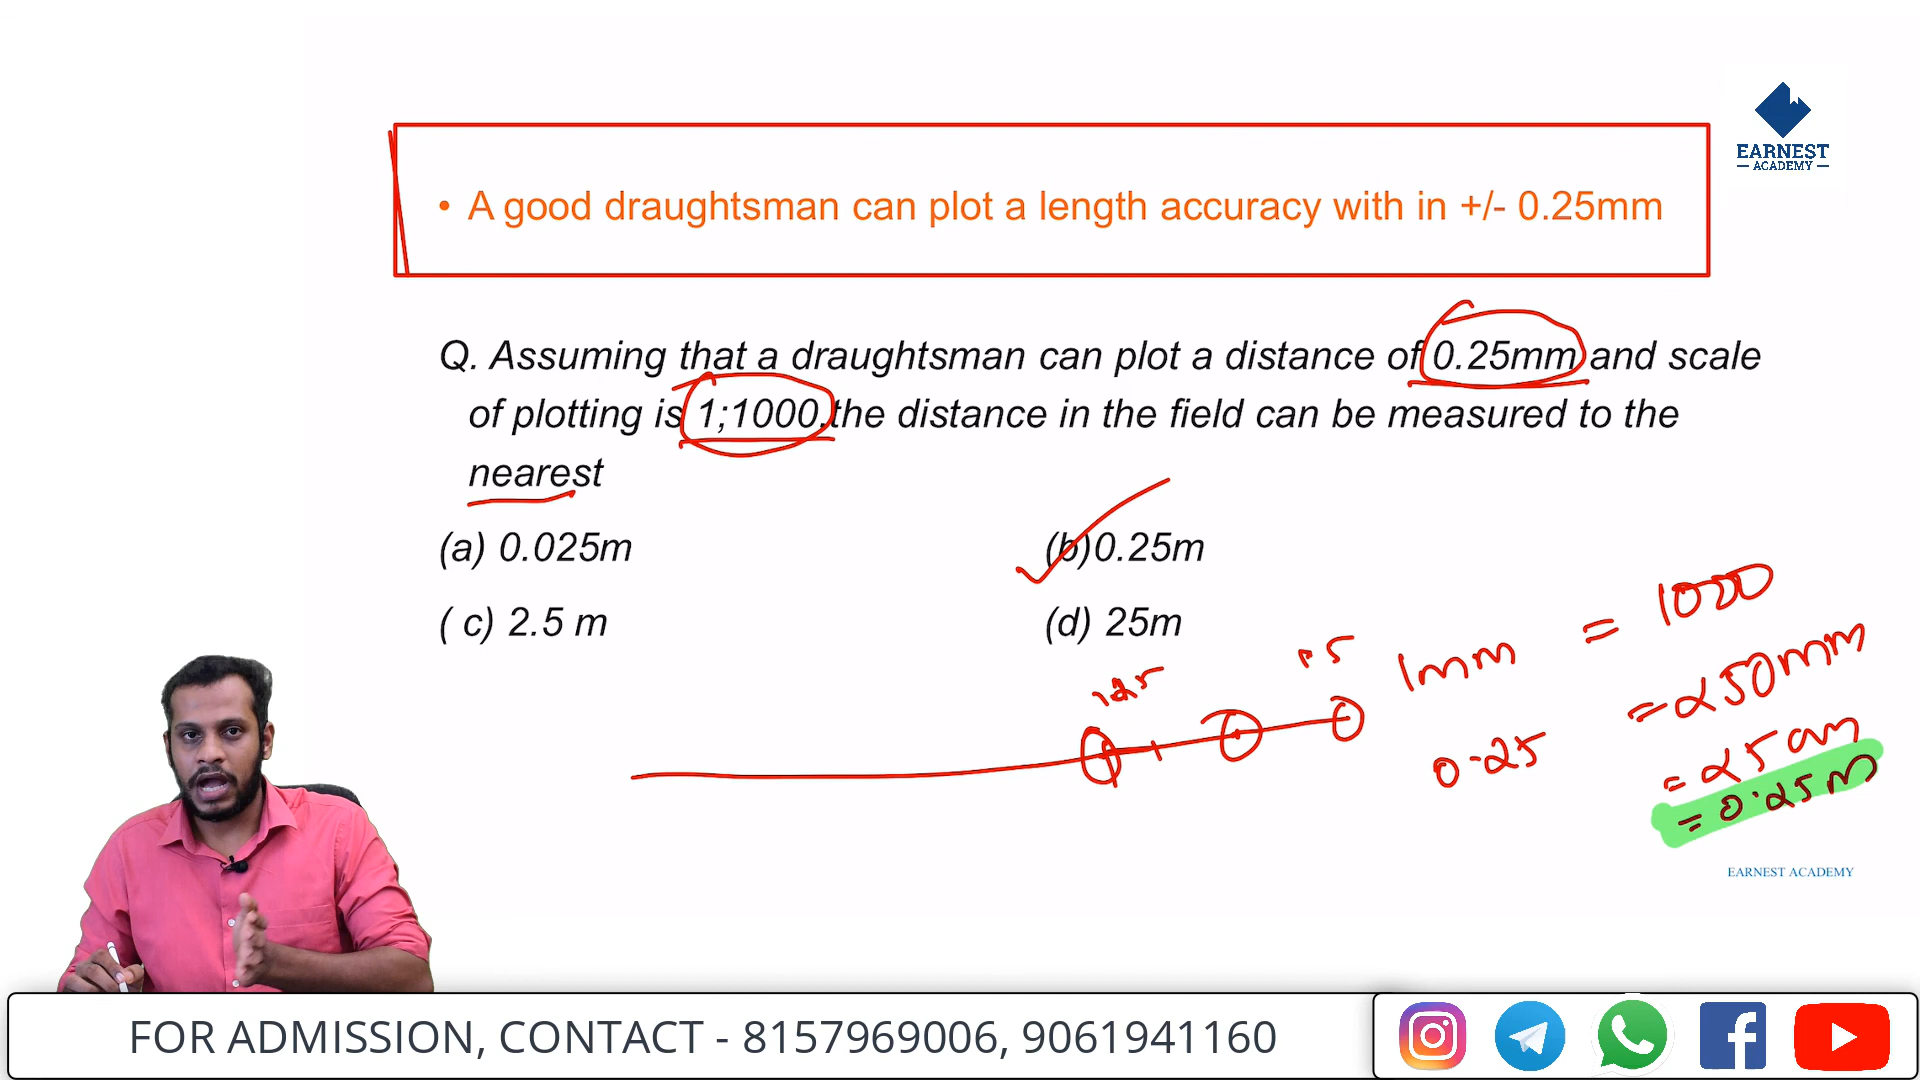 EARNEST
ACADEMY
• A good draughtsman can plot a length accuracy with in +/- 0.25mm
Q. Assuming that a draughtsman can plot a distance of 0.25mm and scale
of plotting is 1;1000.the distance in the field can be measured to the
nearest
(a) 0.025m
(b)0.25m
( c) 2.5 m
(d) 25m
1mm = 1000
0.25 = 250mm
= 25cm
= 0.25m
EARNEST ACADEMY
FOR ADMISSION, CONTACT - 8157969006, 9061941160